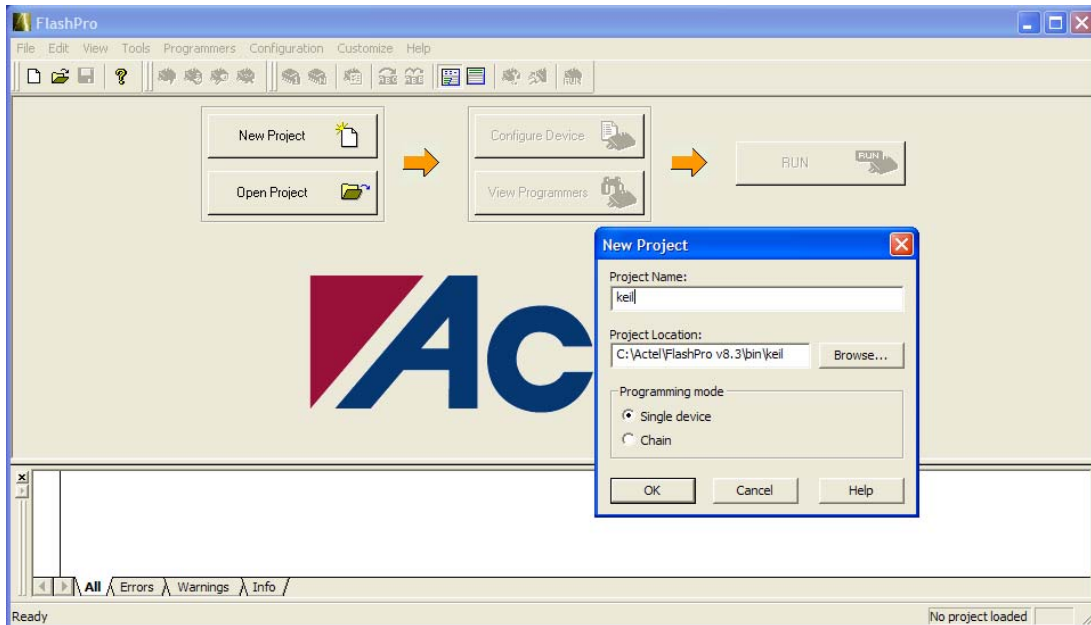 FlashPro
File Edit View Tools Programmers Configuration Customize Help
New Project
Configure Device
RUN
RUN
Open Project
View Programmers
New Project
Project Name:
keil
Project Location:
C:\Actel\FlashPro v8.3\bin\keil
Browse...
Programming mode
Single device
Chain
OK Cancel Help
Ac
All Errors Warnings Info
Ready
No project loaded